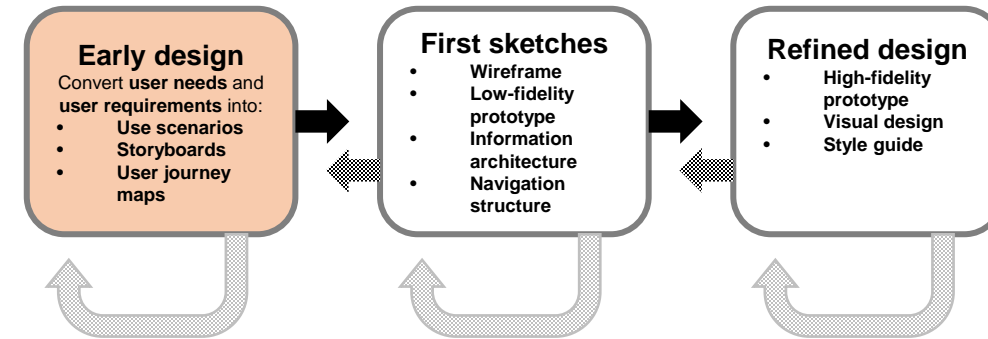 Early design
Convert user needs and
user requirements into:
• Use scenarios
• Storyboards
• User journey
maps
First sketches
• Wireframe
• Low-fidelity
prototype
• Information
architecture
• Navigation
structure
Refined design
• High-fidelity
prototype
• Visual design
• Style guide